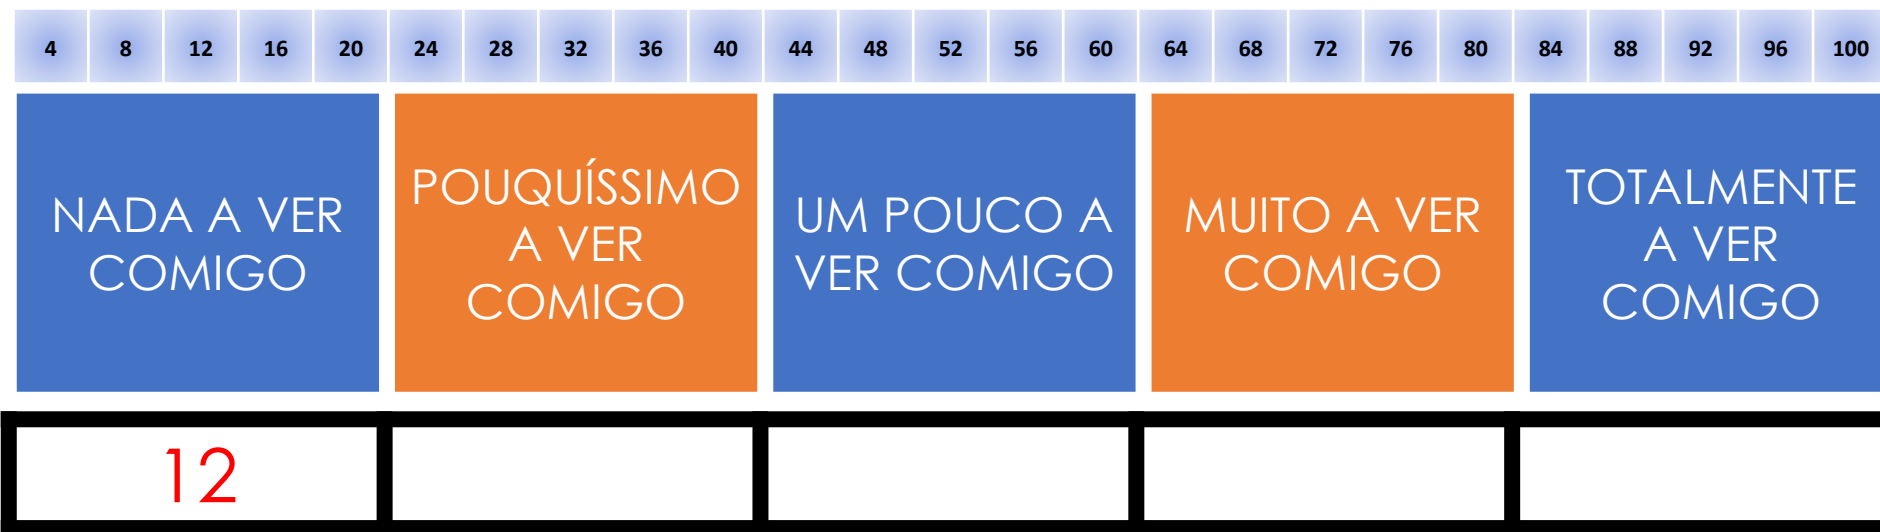 4 8 12 16 20 24 28 32 36 40 44 48 52 56 60 64 68 72 76 80 84 88 92 96 100
NADA A VER
COMIGO
POUQUÍSSIMO
A VER
COMIGO
UM POUCO A
VER COMIGO
MUITO A VER
COMIGO
TOTALMENTE
A VER
COMIGO
12